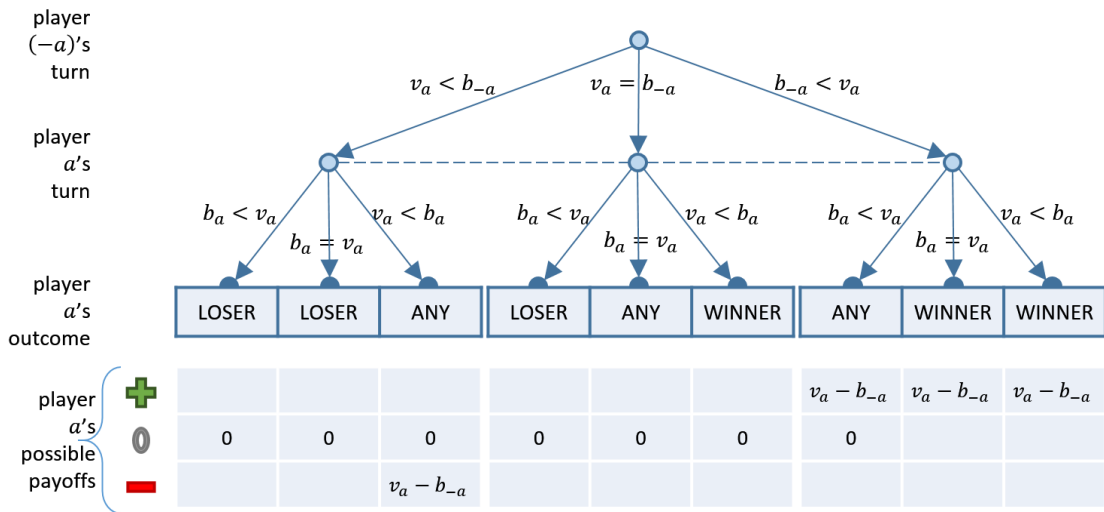 player
(−a)'s
turn
v_a < b_{−a}
v_a = b_{−a}
b_{−a} < v_a
player
a's
turn
b_a < v_a
b_a = v_a
v_a < b_a
b_a < v_a
b_a = v_a
v_a < b_a
b_a < v_a
b_a = v_a
v_a < b_a
player
a's
outcome
LOSER LOSER ANY LOSER ANY WINNER ANY WINNER WINNER
player
a's
possible
payoffs
v_a − b_{−a} v_a − b_{−a} v_a − b_{−a}
0 0 0 0 0 0 0
v_a − b_{−a}